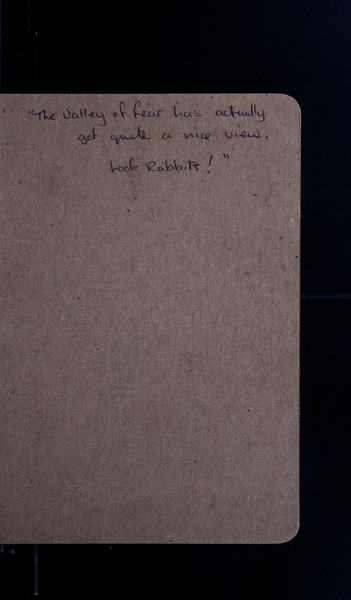 "The Valley of fear has actually
got quite a nice view.
Look Rabbits!"